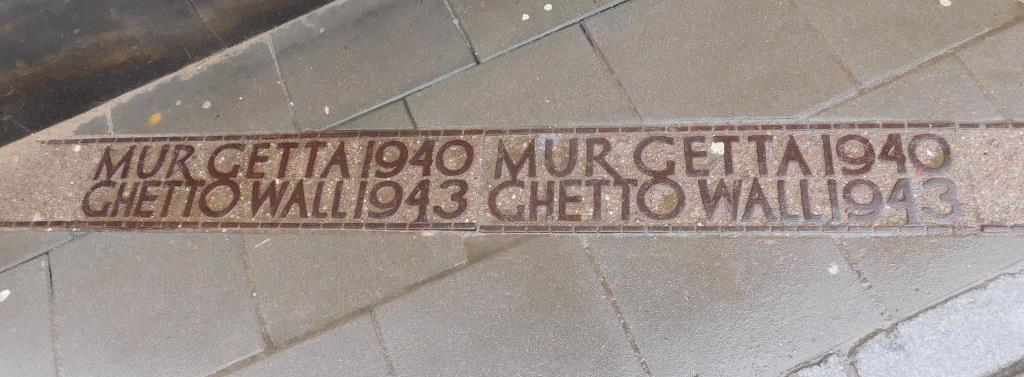 MUR GETTA 1940 MUR GETTA 1940
GHETTO WALL 1943 GHETTO WALL 1943